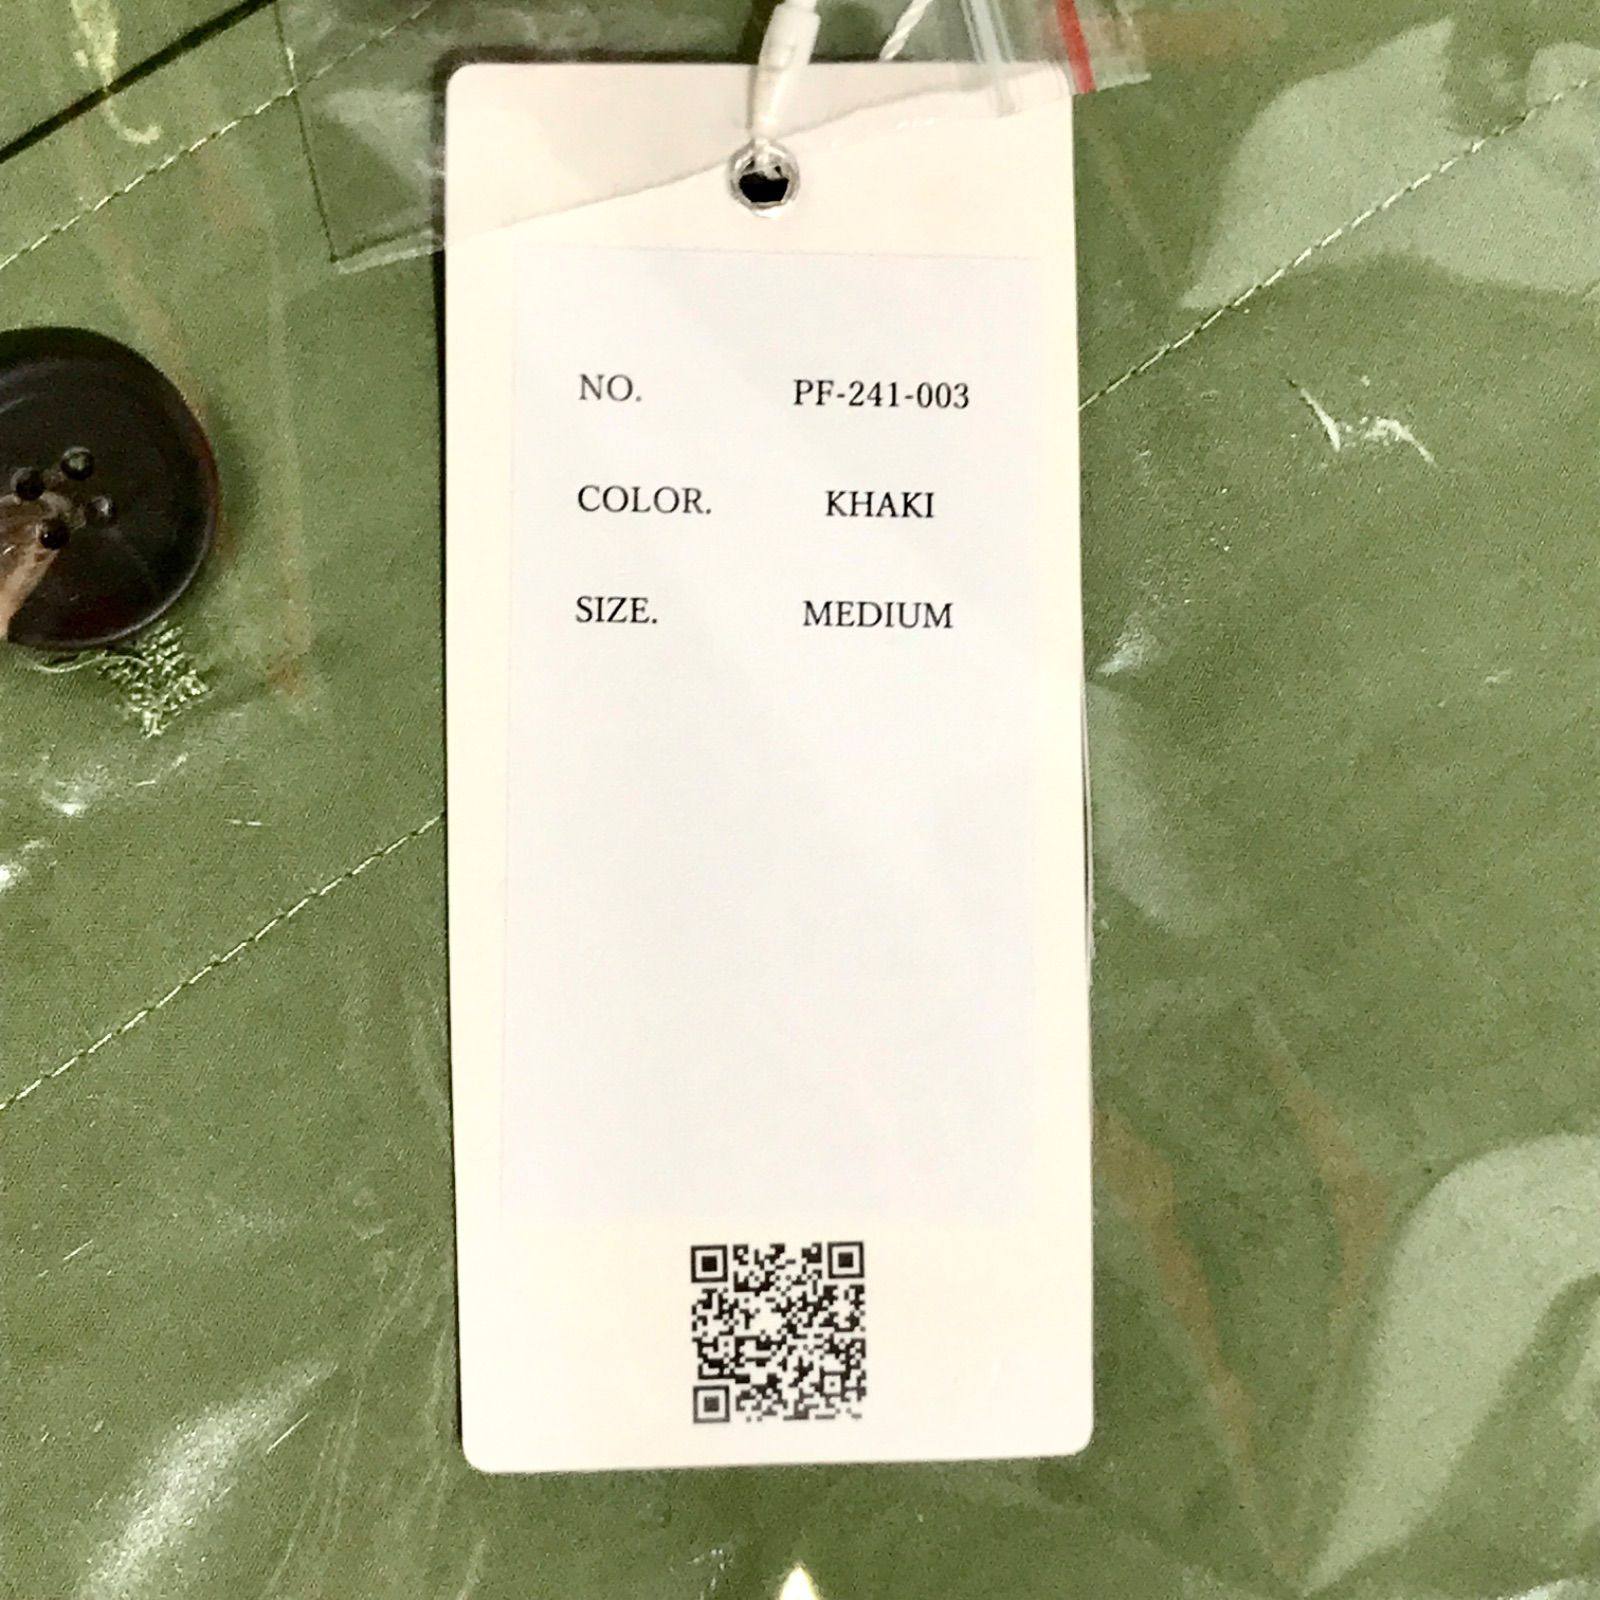 NO. PF-241-003
COLOR. KHAKI
SIZE. MEDIUM